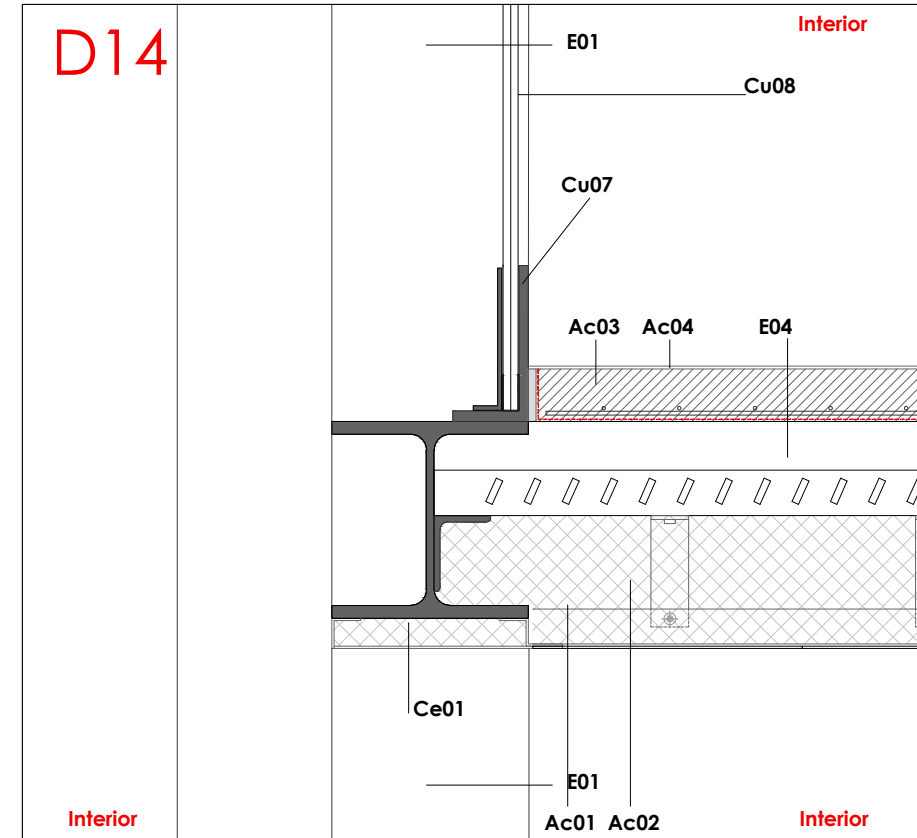 D14
Interior
E01
Cu08
Cu07
Ac03 Ac04 E04
Ce01
E01
Interior
Ac01 Ac02
Interior